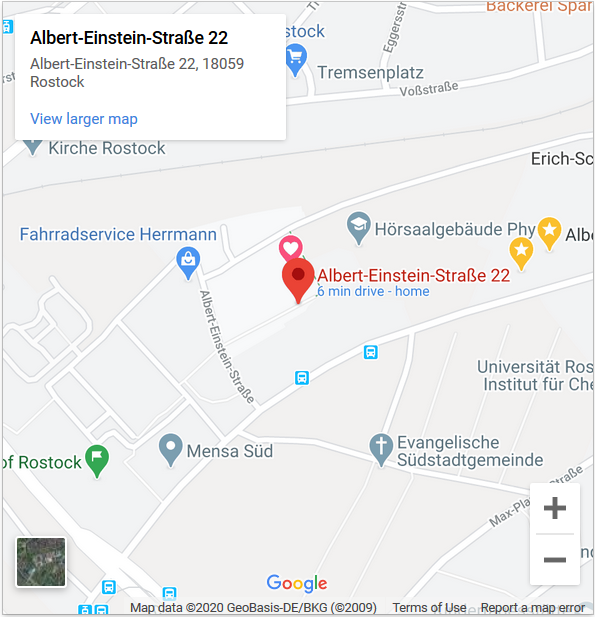 Bäckerei Spar
Albert-Einstein-Straße 22
Albert-Einstein-Straße 22, 18059
Rostock
View larger map
stock
Eggersstr
Tremsenplatz
Voßstraße
Kirche Rostock
Erich-Sc
Hörsaalgebäude Phy
Albe
Fahrradservice Herrmann
Albert-Einstein-Straße 22
6 min drive - home
Albert-Einstein-Straße
Universität Ros
Institut für Che
Evangelische
Südstadtgemeinde
Mensa Süd
of Rostock
Max-Pla
Straße
Google
Map data ©2020 GeoBasis-DE/BKG (©2009)
Terms of Use
Report a map error